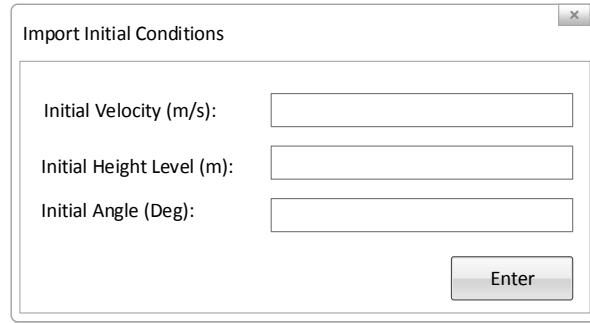 Import Initial Conditions
Initial Velocity (m/s):
Initial Height Level (m):
Initial Angle (Deg):
Enter